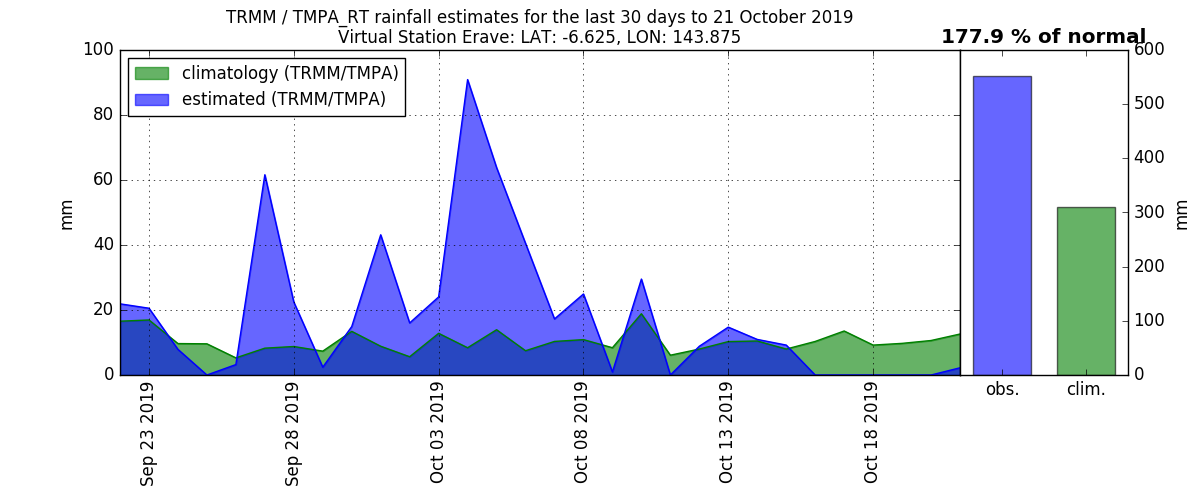 TRMM / TMPA_RT rainfall estimates for the last 30 days to 21 October 2019
Virtual Station Erave: LAT: -6.625, LON: 143.875
177.9 % of normal
climatology (TRMM/TMPA)
estimated (TRMM/TMPA)
100
80
60
40
20
0
mm
Sep 23 2019
Sep 28 2019
Oct 03 2019
Oct 08 2019
Oct 13 2019
Oct 18 2019
600
500
400
300
200
100
0
mm
obs.
clim.